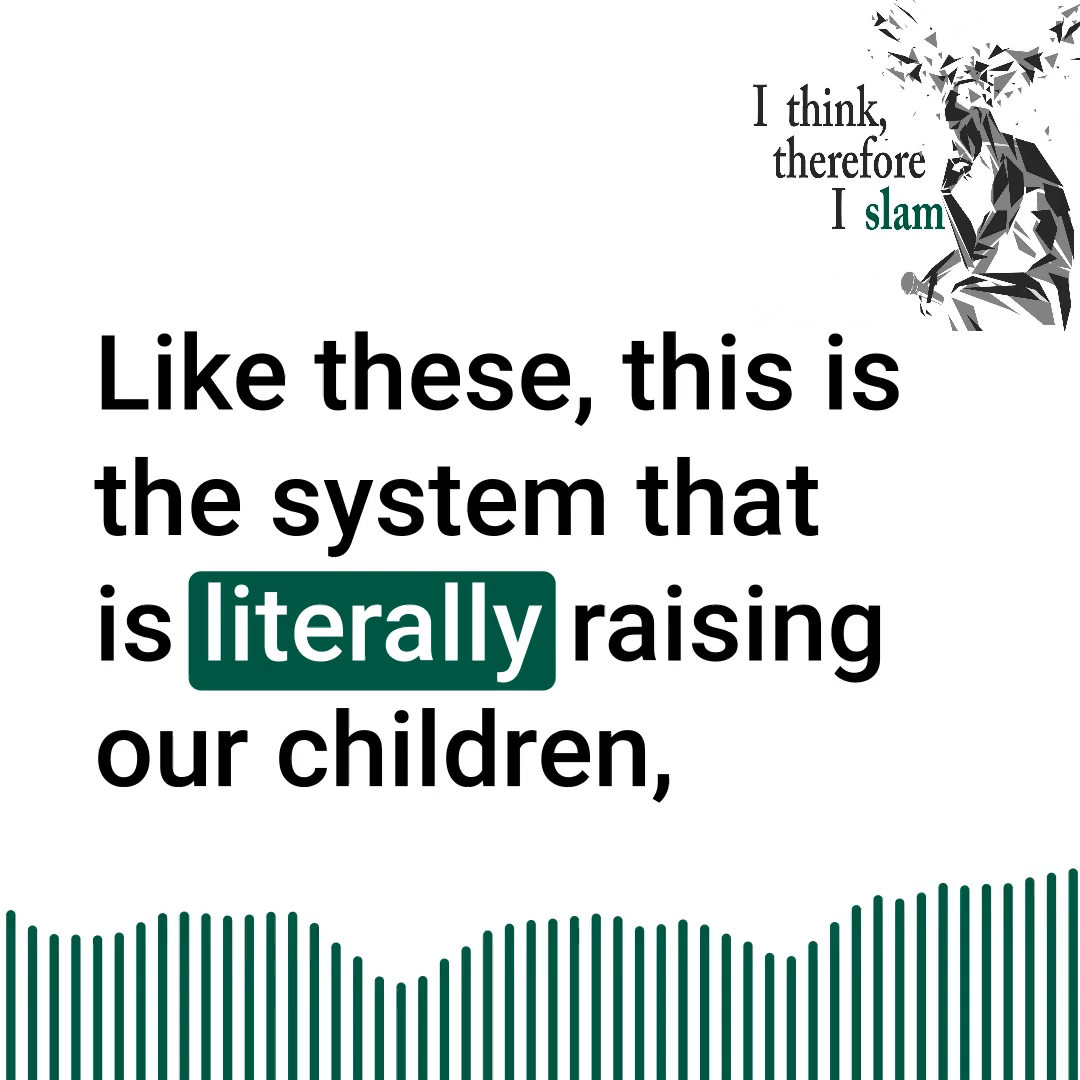 I think,
therefore
I slam
Like these, this is
the system that
is literally raising
our children,